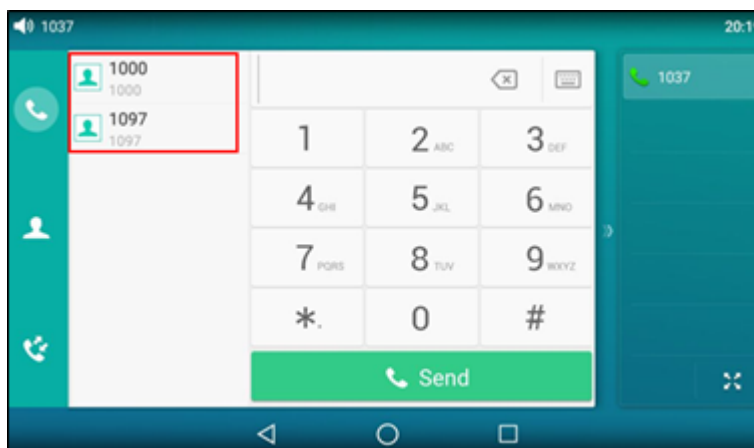 1037
20:1
1000
1000
1097
1097
1037
1
2 ABC
3 DEF
4 GHI
5 JKL
6 MNO
7 PQRS
8 TUV
9 WXYZ
*.
0
#
Send